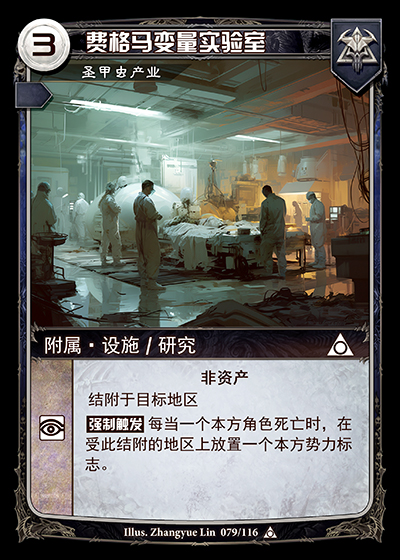 3
费格马变量实验室
圣甲虫产业
附属・设施 / 研究
非资产
结附于目标地区
强制触发 每当一个本方角色死亡时，在
受此结附的地区上放置一个本方势力标
志。
Illus. Zhangyue Lin 079/116